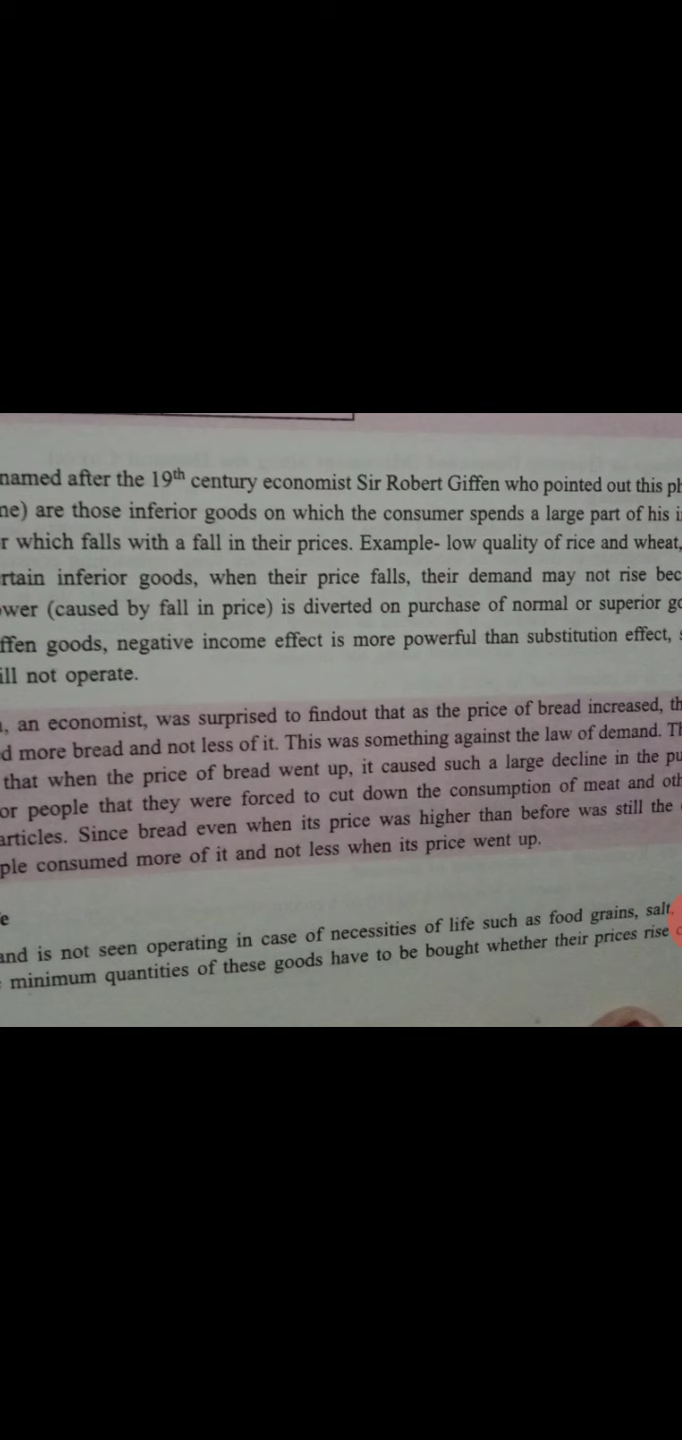 named after the 19th century economist Sir Robert Giffen who pointed out this
are those inferior goods on which the consumer spends a large part of his
which falls with a fall in their prices. Example- low quality of rice and wheat,
inferior goods, when their price falls, their demand may not rise
(caused by fall in price) is diverted on purchase of normal or superior
goods, negative income effect is more powerful than substitution effect,
not operate.
an economist, was surprised to findout that as the price of bread increased,
more bread and not less of it. This was something against the law of demand.
that when the price of bread went up, it caused such a large decline in the
people that they were forced to cut down the consumption of meat and
articles. Since bread even when its price was higher than before was still the
consumed more of it and not less when its price went up.
is not seen operating in case of necessities of life such as food grains, salt,
minimum quantities of these goods have to be bought whether their prices rise